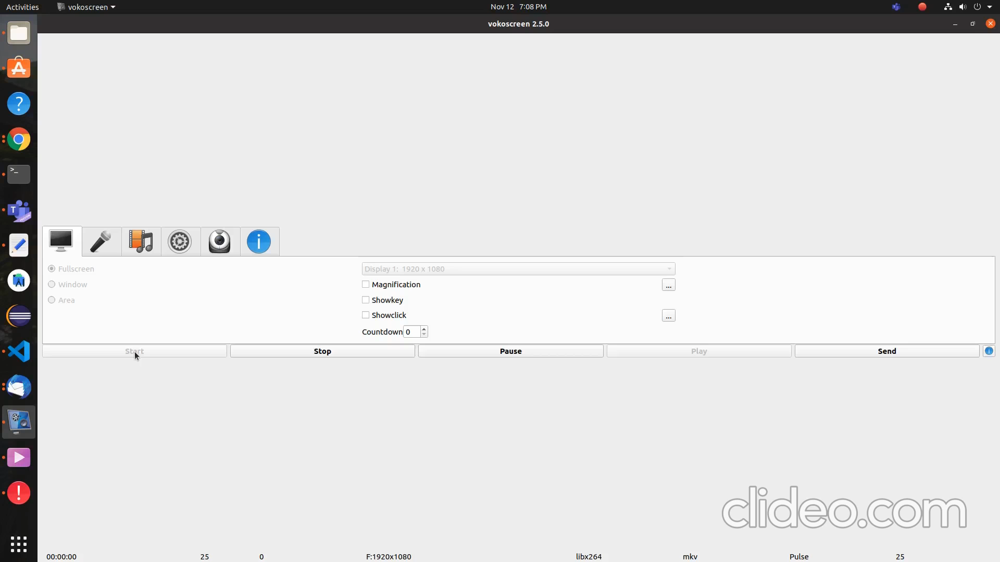 Activities
vokoscreen
Nov 12 7:08 PM
vokoscreen 2.5.0
Fullscreen
Display 1: 1920 x 1080
Window
Magnification
...
Area
Showkey
Showclick
...
Countdown 0
Start
Stop
Pause
Play
Send
clideo.com
00:00:00
25
0
F:1920x1080
libx264
mkv
Pulse
25